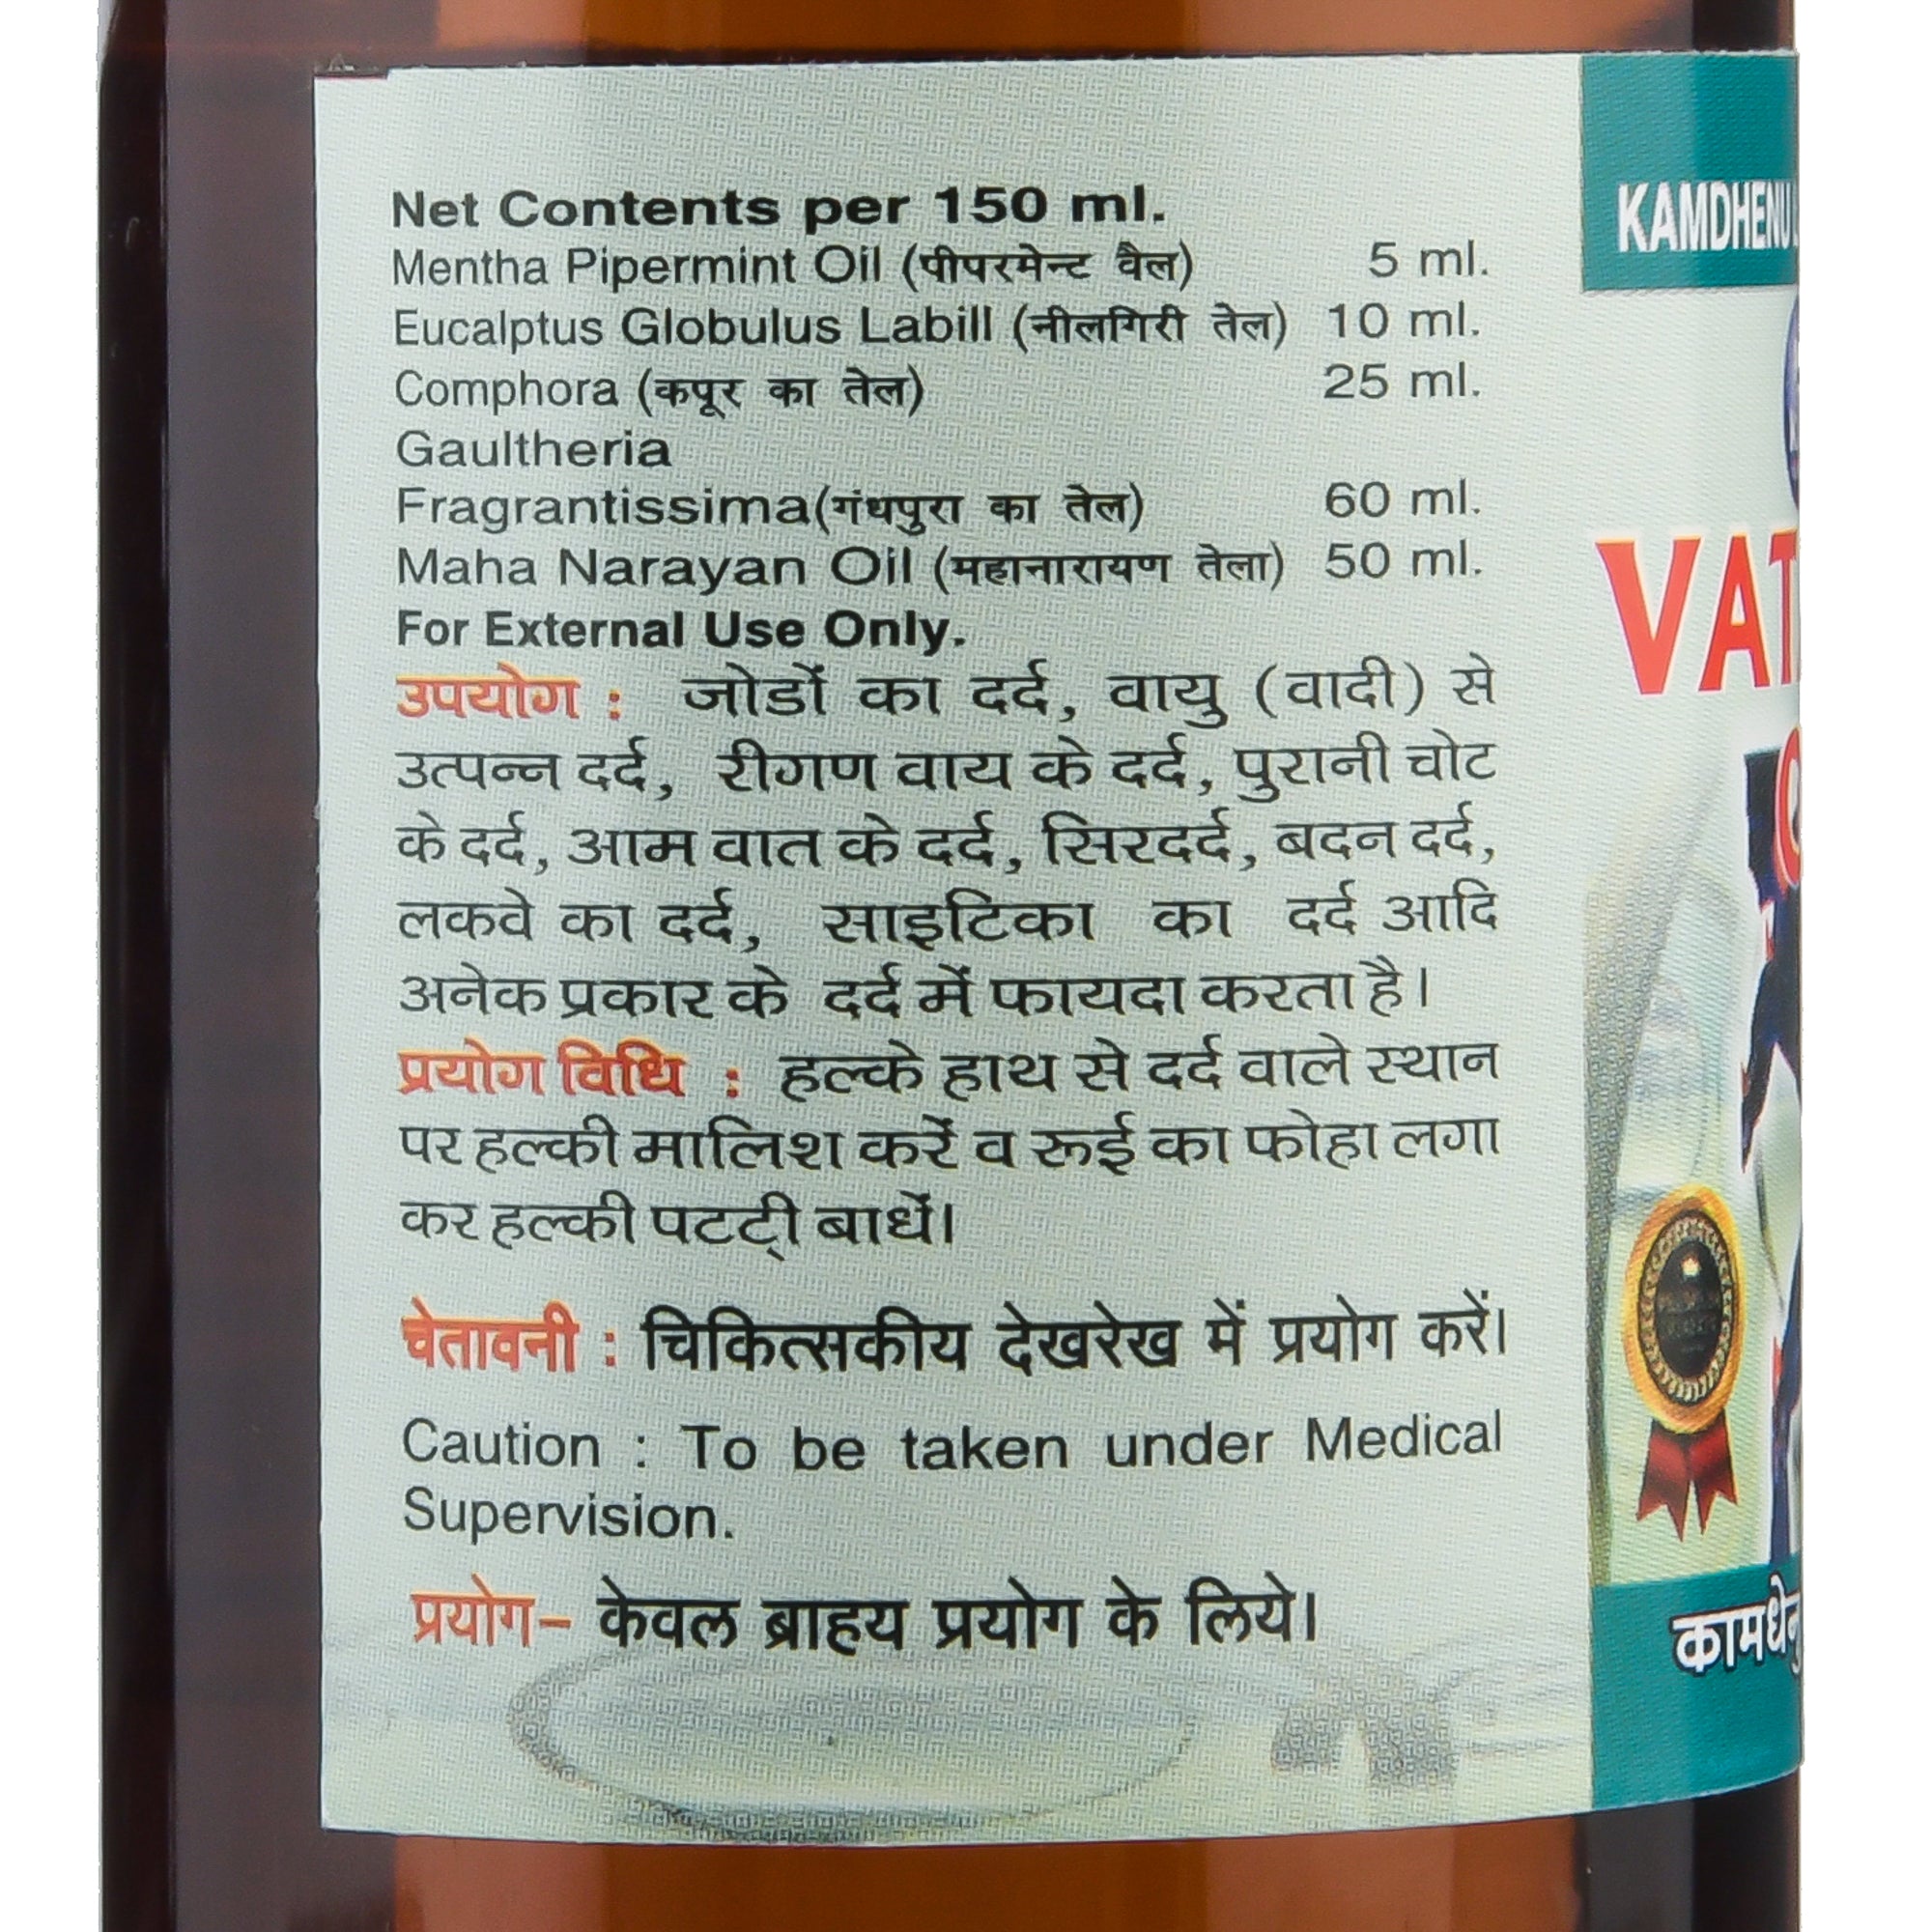 Net Contents per 150 ml.
Mentha Pipermint Oil (पीपरमेन्ट वैल) 5 ml.
Eucalptus Globulus Labill (नीलगिरी तेल) 10 ml.
Comphora (कपूर का तेल) 25 ml.
Gaultheria
Fragrantissima(गंधपुरा का तेल) 60 ml.
Maha Narayan Oil (महानारायण तेला) 50 ml.
For External Use Only.
उपयोग : जोडों का दर्द, वायु (वादी) से
उत्पन्न दर्द, रीगण वाय के दर्द, पुरानी चोट
के दर्द, आम वात के दर्द, सिरदर्द, बदन दर्द,
लकवे का दर्द, साइटिका का दर्द आदि
अनेक प्रकार के दर्द में फायदा करता है।
प्रयोग विधि : हल्के हाथ से दर्द वाले स्थान
पर हल्की मालिश करें व रूई का फोहा लगा
कर हल्की पटट्ी बाधें।
चेतावनी : चिकित्सकीय देखरेख में प्रयोग करें।
Caution : To be taken under Medical
Supervision.
प्रयोग– केवल ब्राहय प्रयोग के लिये।
KAMDHENU
VAT
कामधेनु